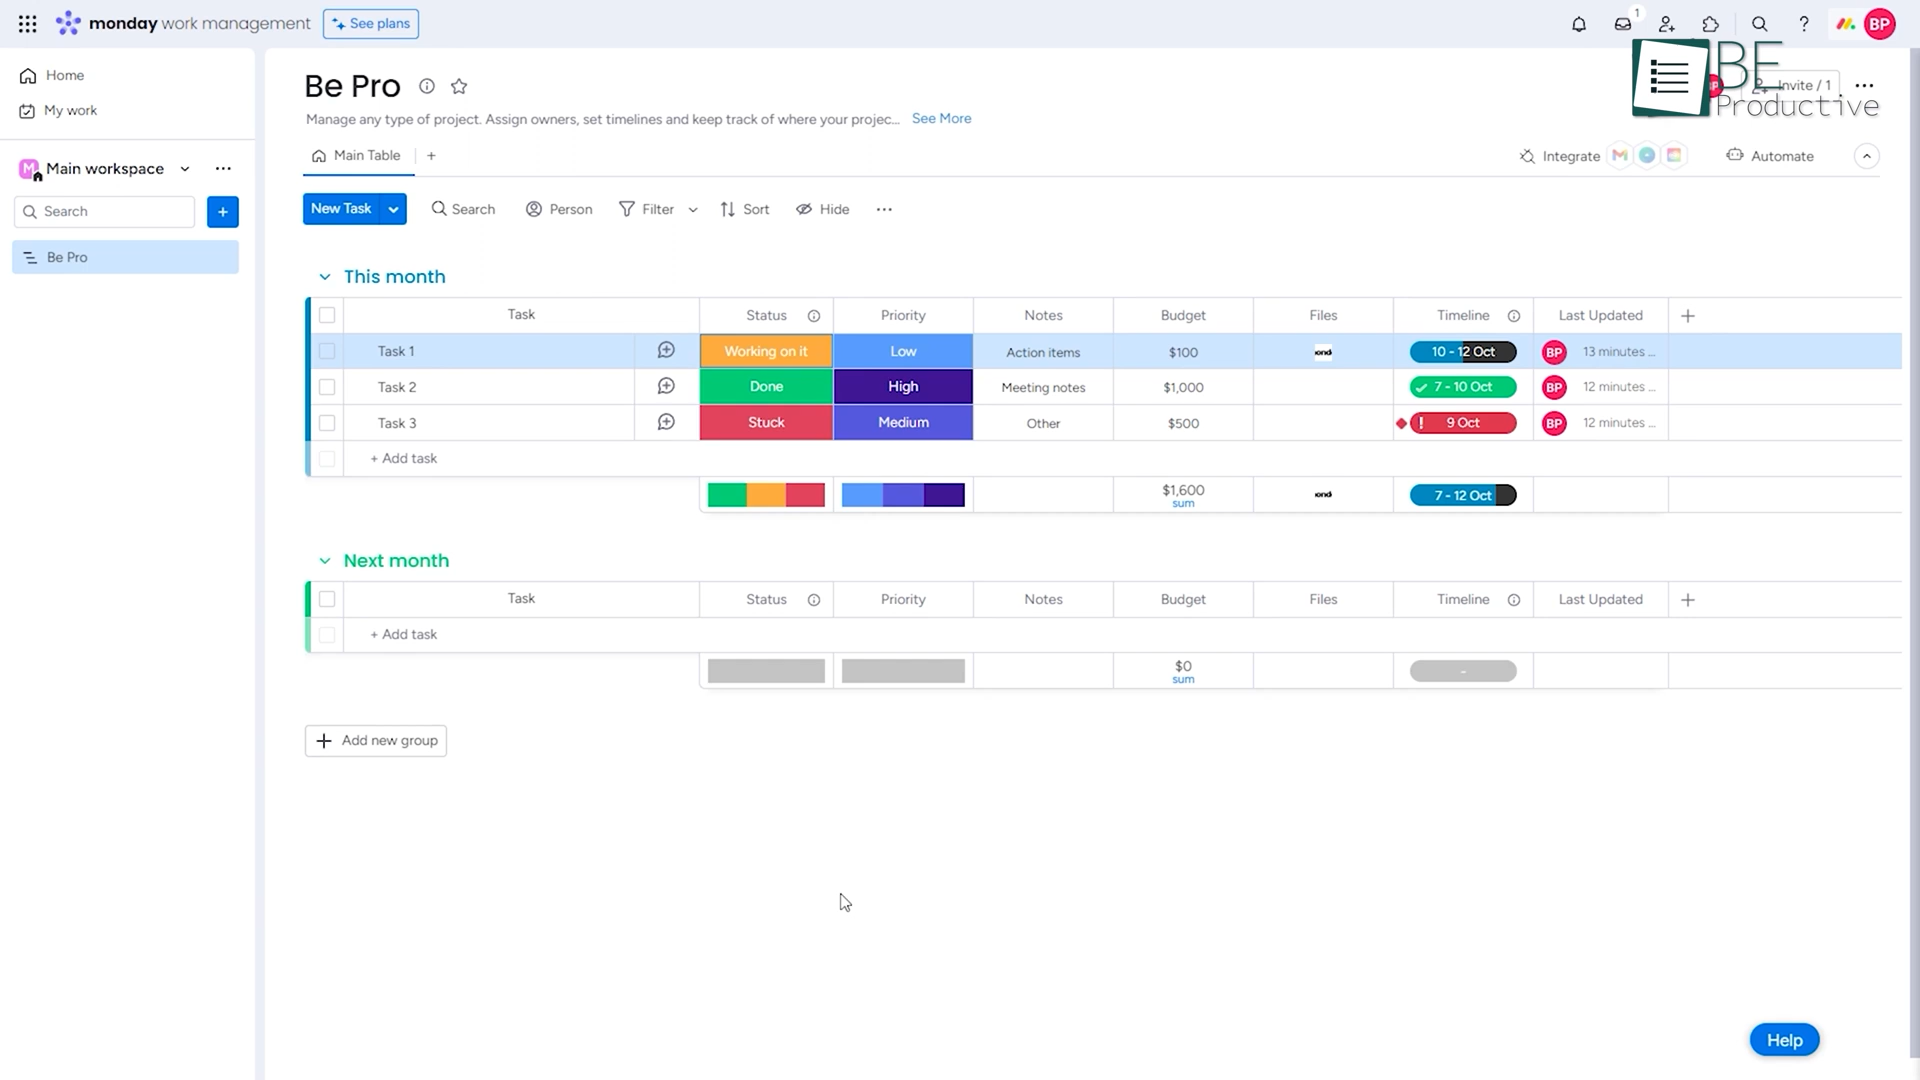 monday work management
See plans
1
BP
Home
My work
M
Main workspace
Search
+
Be Pro
Be Pro
Manage any type of project. Assign owners, set timelines and keep track of where your projec... See More
Invite / 1
BE
Productive
Main Table +
Integrate
Automate
New Task
Search
Person
Filter
Sort
Hide
This month
Task Status Priority Notes Budget Files Timeline Last Updated +
Task 1 Working on it Low Action items $100 10 - 12 Oct BP 13 minutes ...
Task 2 Done High Meeting notes $1,000 7 - 10 Oct BP 12 minutes ...
Task 3 Stuck Medium Other $500 ! 9 Oct BP 12 minutes ...
+ Add task
$1,600 7 - 12 Oct
sum
Next month
Task Status Priority Notes Budget Files Timeline Last Updated +
+ Add task
$0 -
sum
+ Add new group
Help